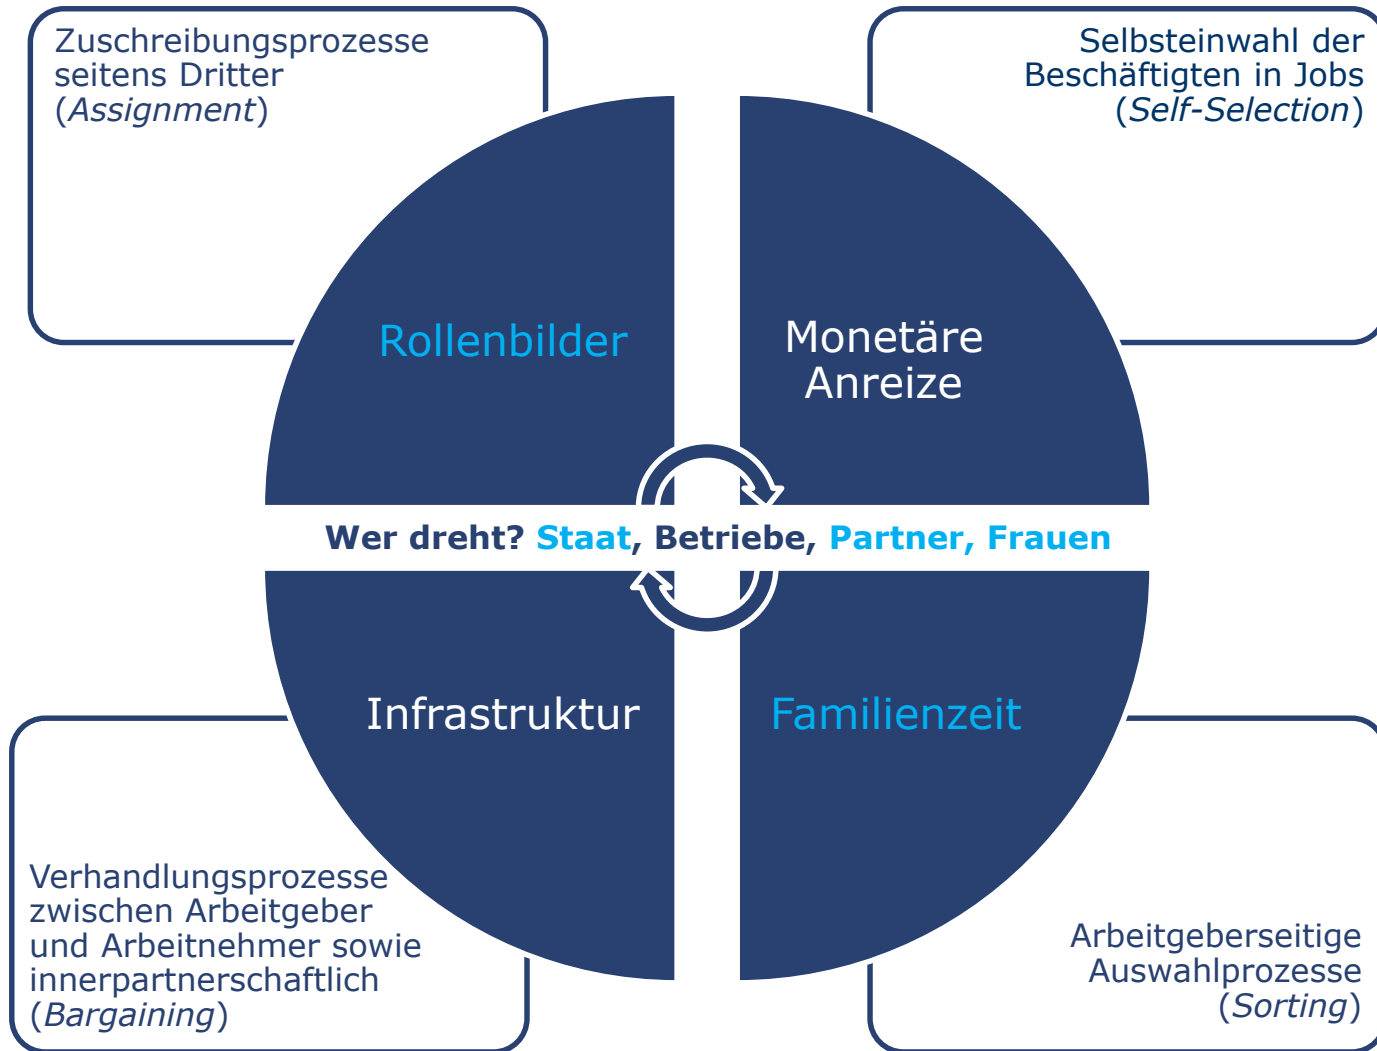 Zuschreibungsprozesse
seitens Dritter
(Assignment)
Selbsteinwahl der
Beschäftigten in Jobs
(Self-Selection)
Rollenbilder
Monetäre
Anreize
Wer dreht? Staat, Betriebe, Partner, Frauen
Infrastruktur
Familienzeit
Verhandlungsprozesse
zwischen Arbeitgeber
und Arbeitnehmer sowie
innerpartnerschaftlich
(Bargaining)
Arbeitgeberseitige
Auswahlprozesse
(Sorting)